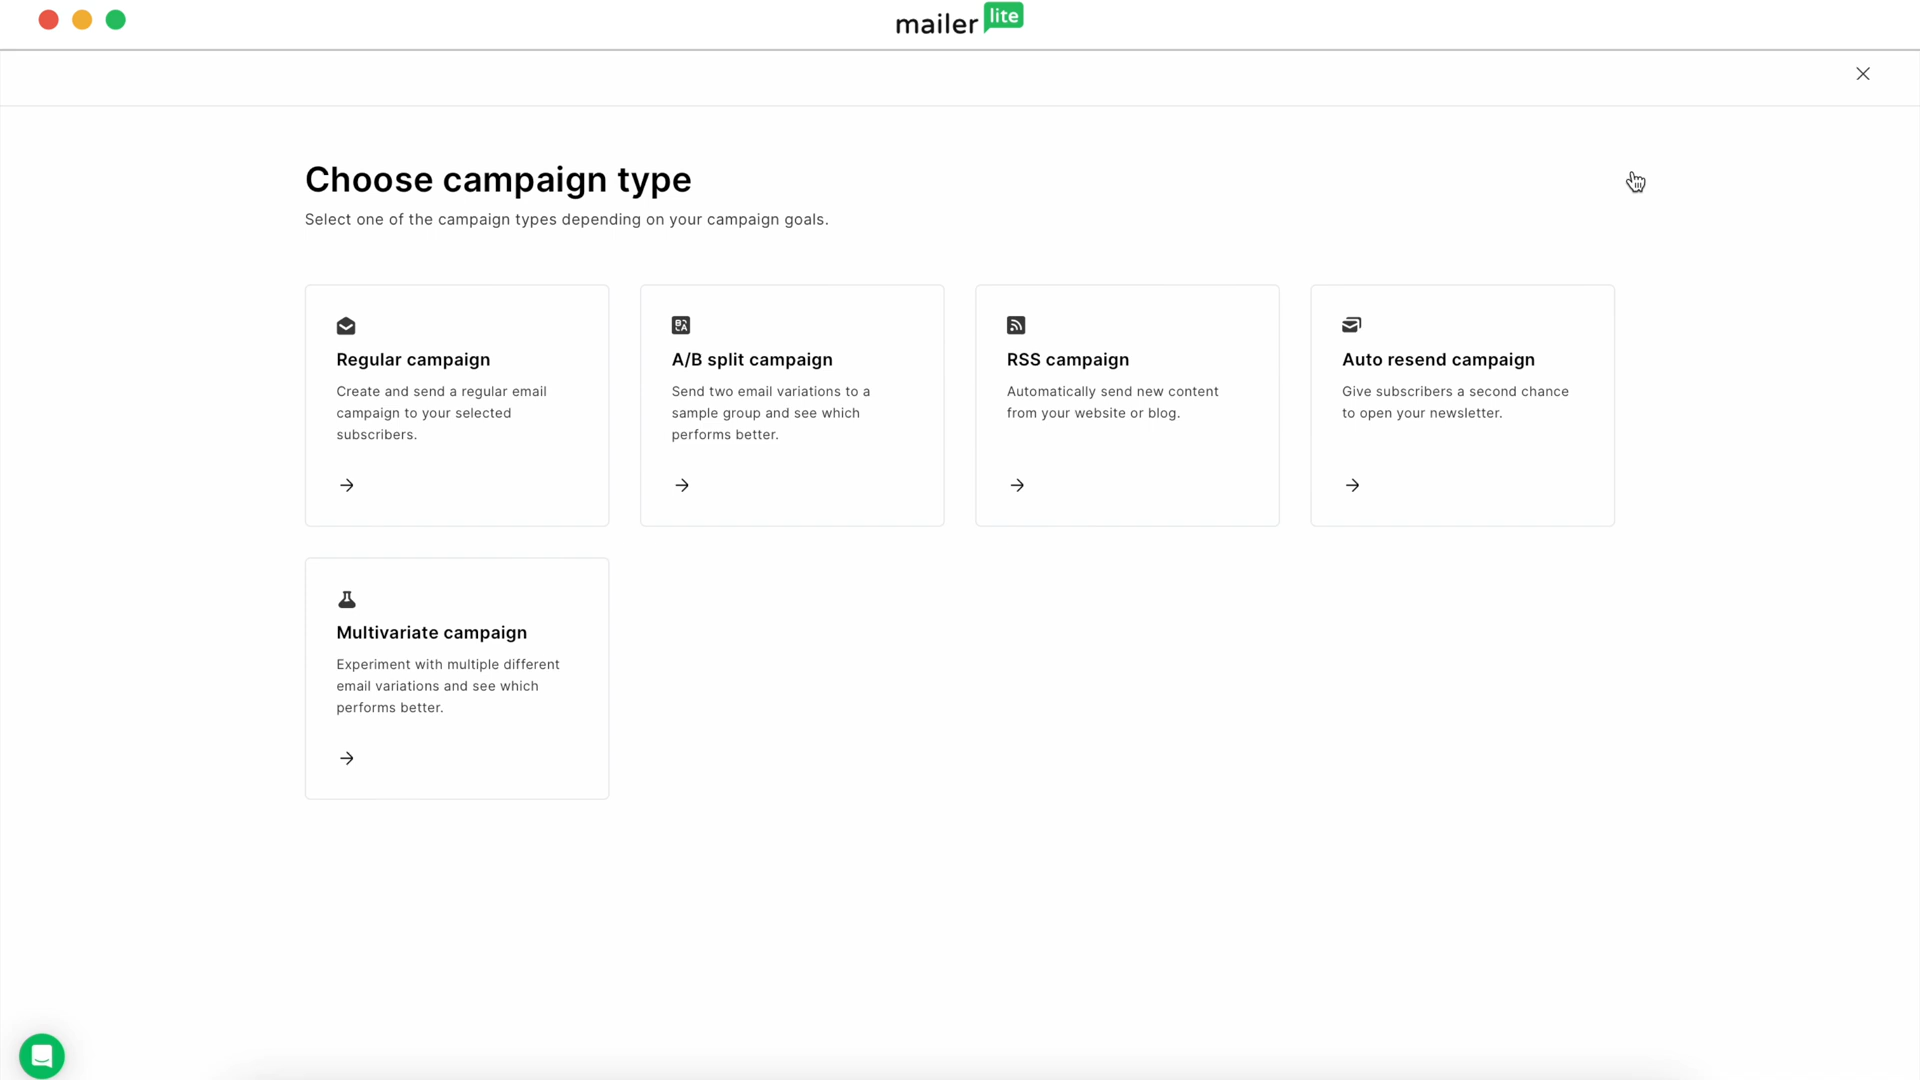 mailer lite
Choose campaign type
Select one of the campaign types depending on your campaign goals.
Regular campaign
Create and send a regular email
campaign to your selected
subscribers.
A/B split campaign
Send two email variations to a
sample group and see which
performs better.
RSS campaign
Automatically send new content
from your website or blog.
Auto resend campaign
Give subscribers a second chance
to open your newsletter.
Multivariate campaign
Experiment with multiple different
email variations and see which
performs better.